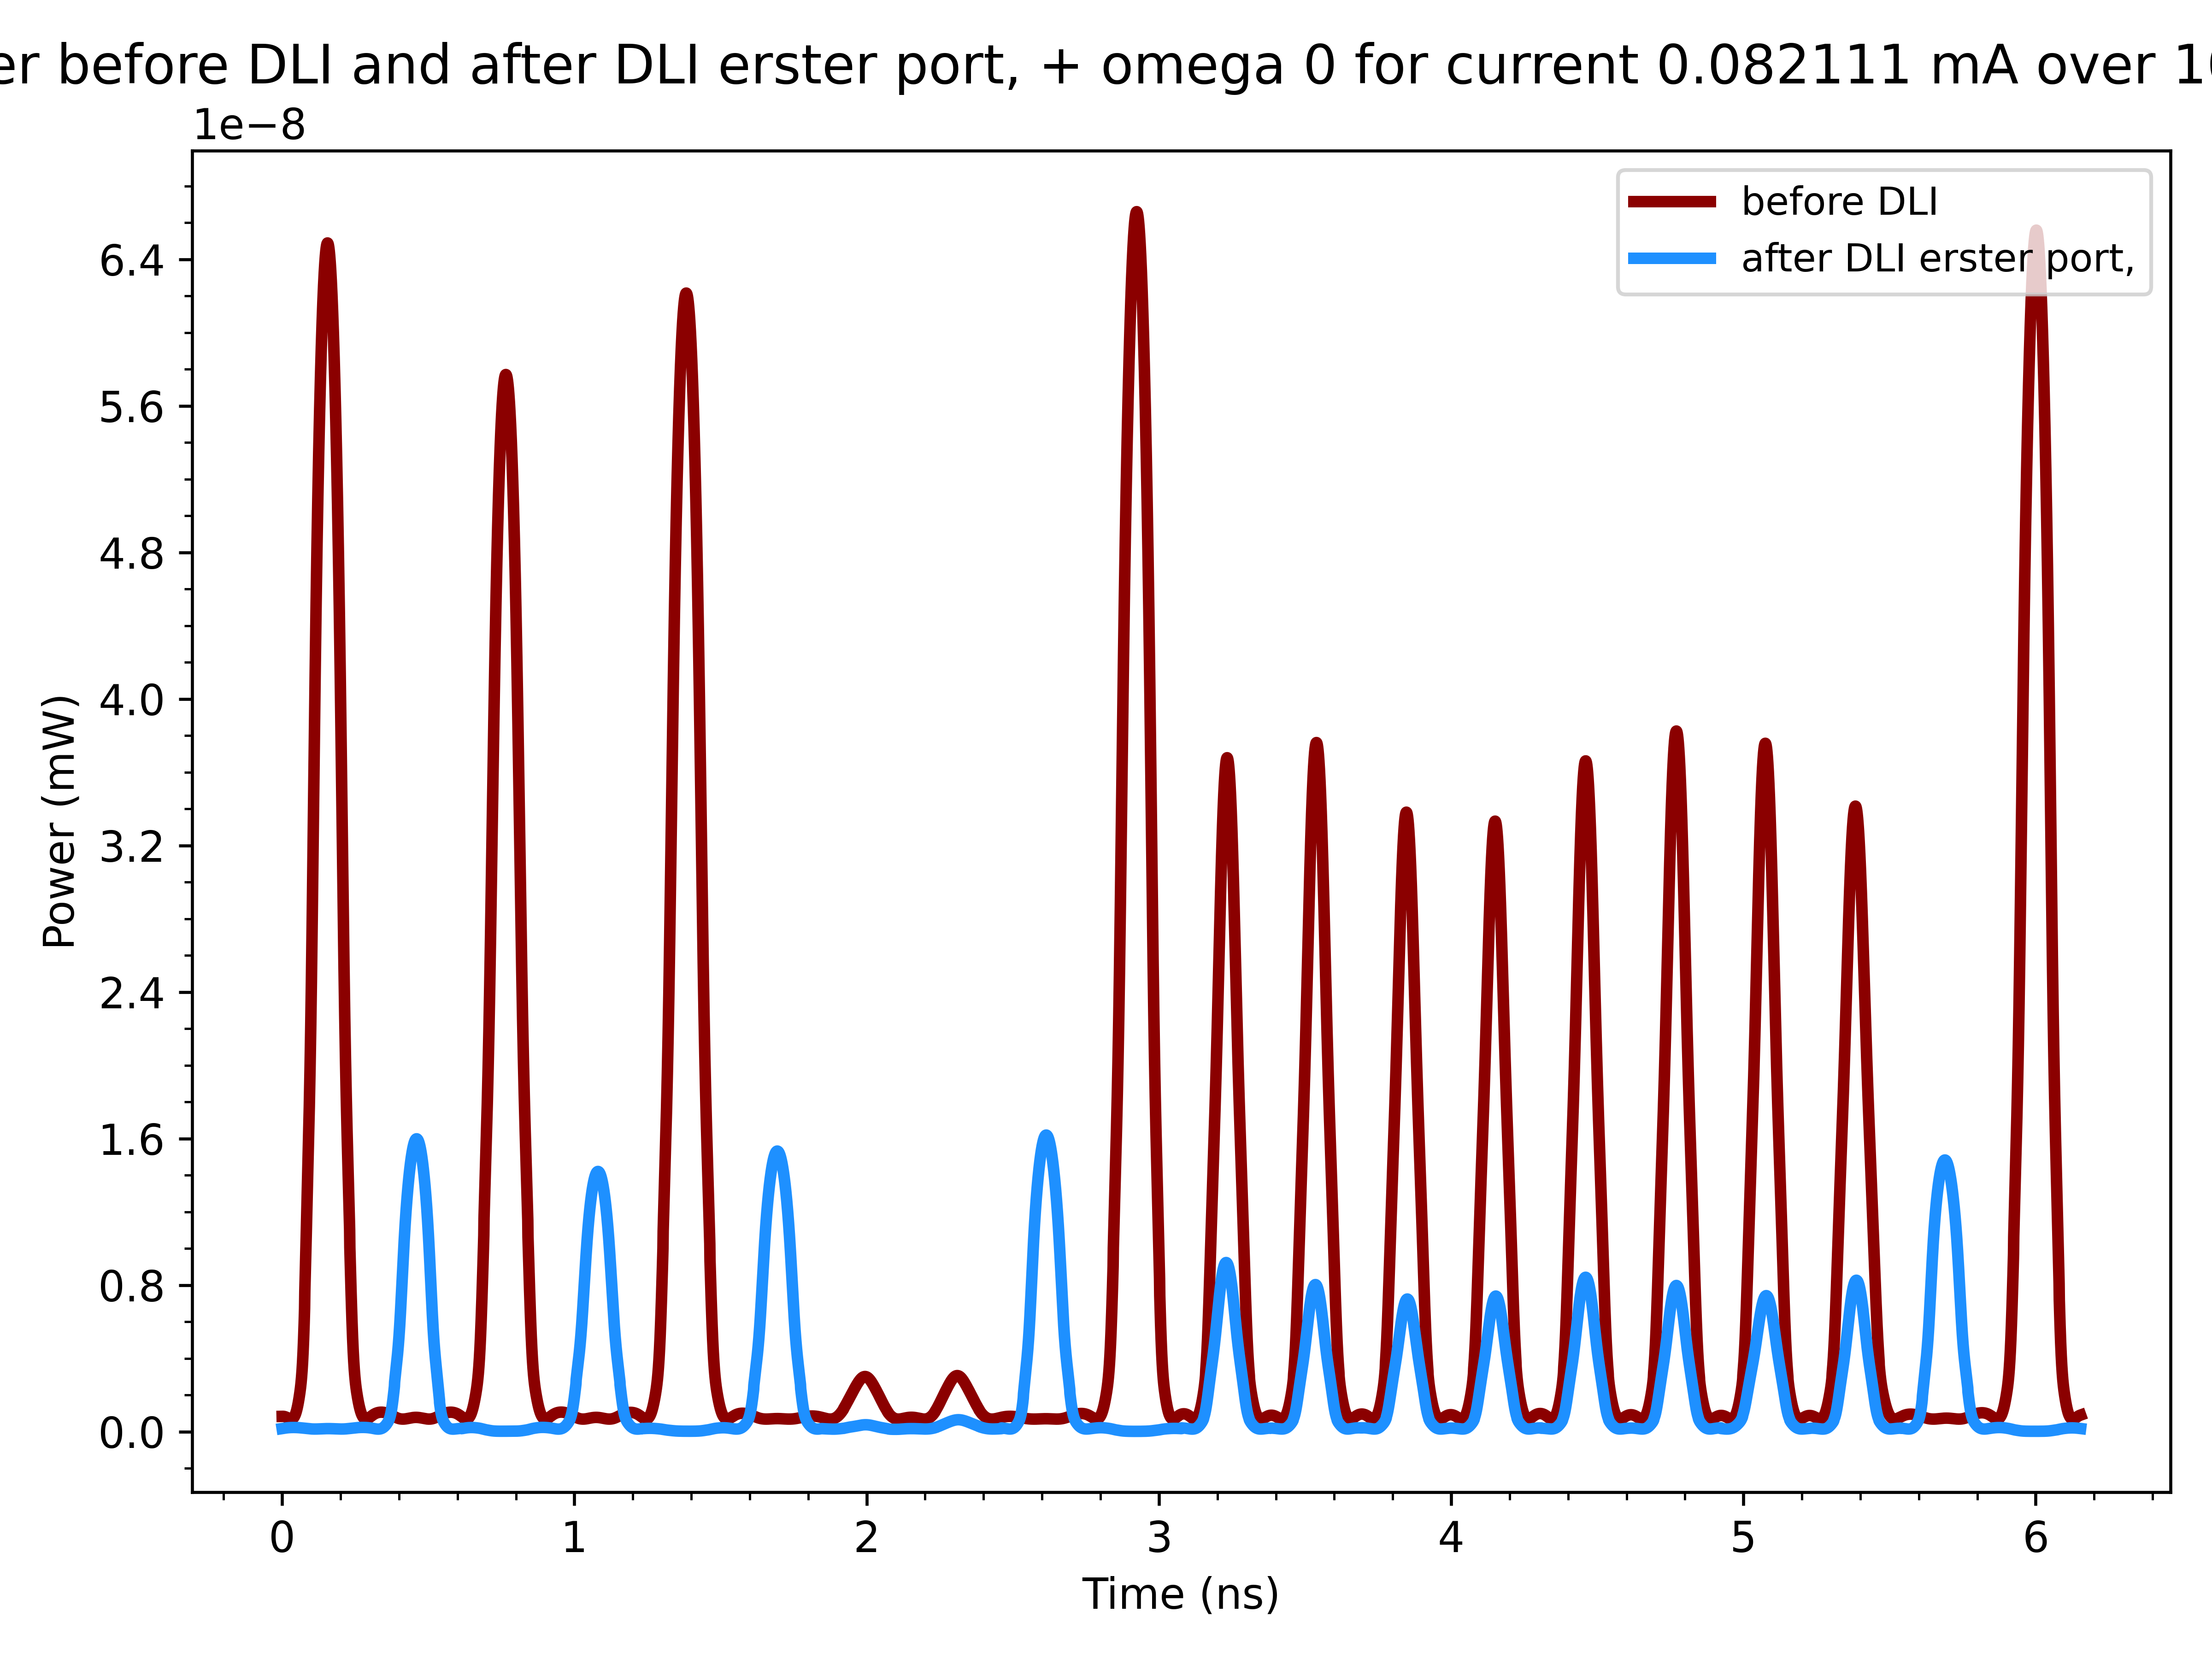 er before DLI and after DLI erster port, + omega 0 for current 0.082111 mA over 10
1e−8
before DLI
after DLI erster port,
6.4
5.6
4.8
4.0
3.2
2.4
1.6
0.8
0.0
Power (mW)
0 1 2 3 4 5 6
Time (ns)